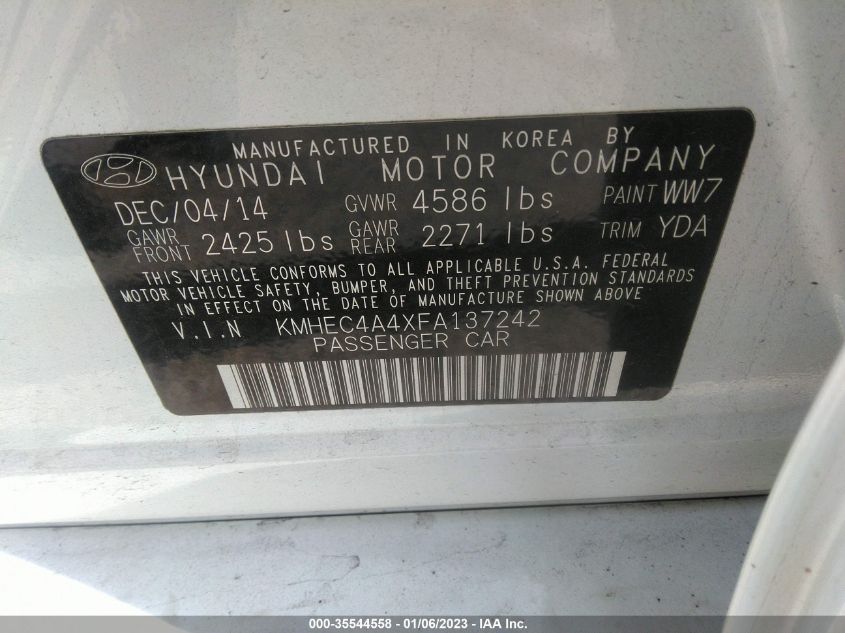 MANUFACTURED IN KOREA BY
HYUNDAI MOTOR COMPANY
DEC/04/14 GVWR 4586 lbs PAINT WW7
GAWR FRONT 2425 lbs GAWR REAR 2271 lbs TRIM YDA
THIS VEHICLE CONFORMS TO ALL APPLICABLE U.S.A. FEDERAL
MOTOR VEHICLE SAFETY, BUMPER, AND THEFT PREVENTION STANDARDS
IN EFFECT ON THE DATE OF MANUFACTURE SHOWN ABOVE
V.I.N KMHEC4A4XFA137242
PASSENGER CAR
000-35544558 - 01/06/2023 - IAA Inc.